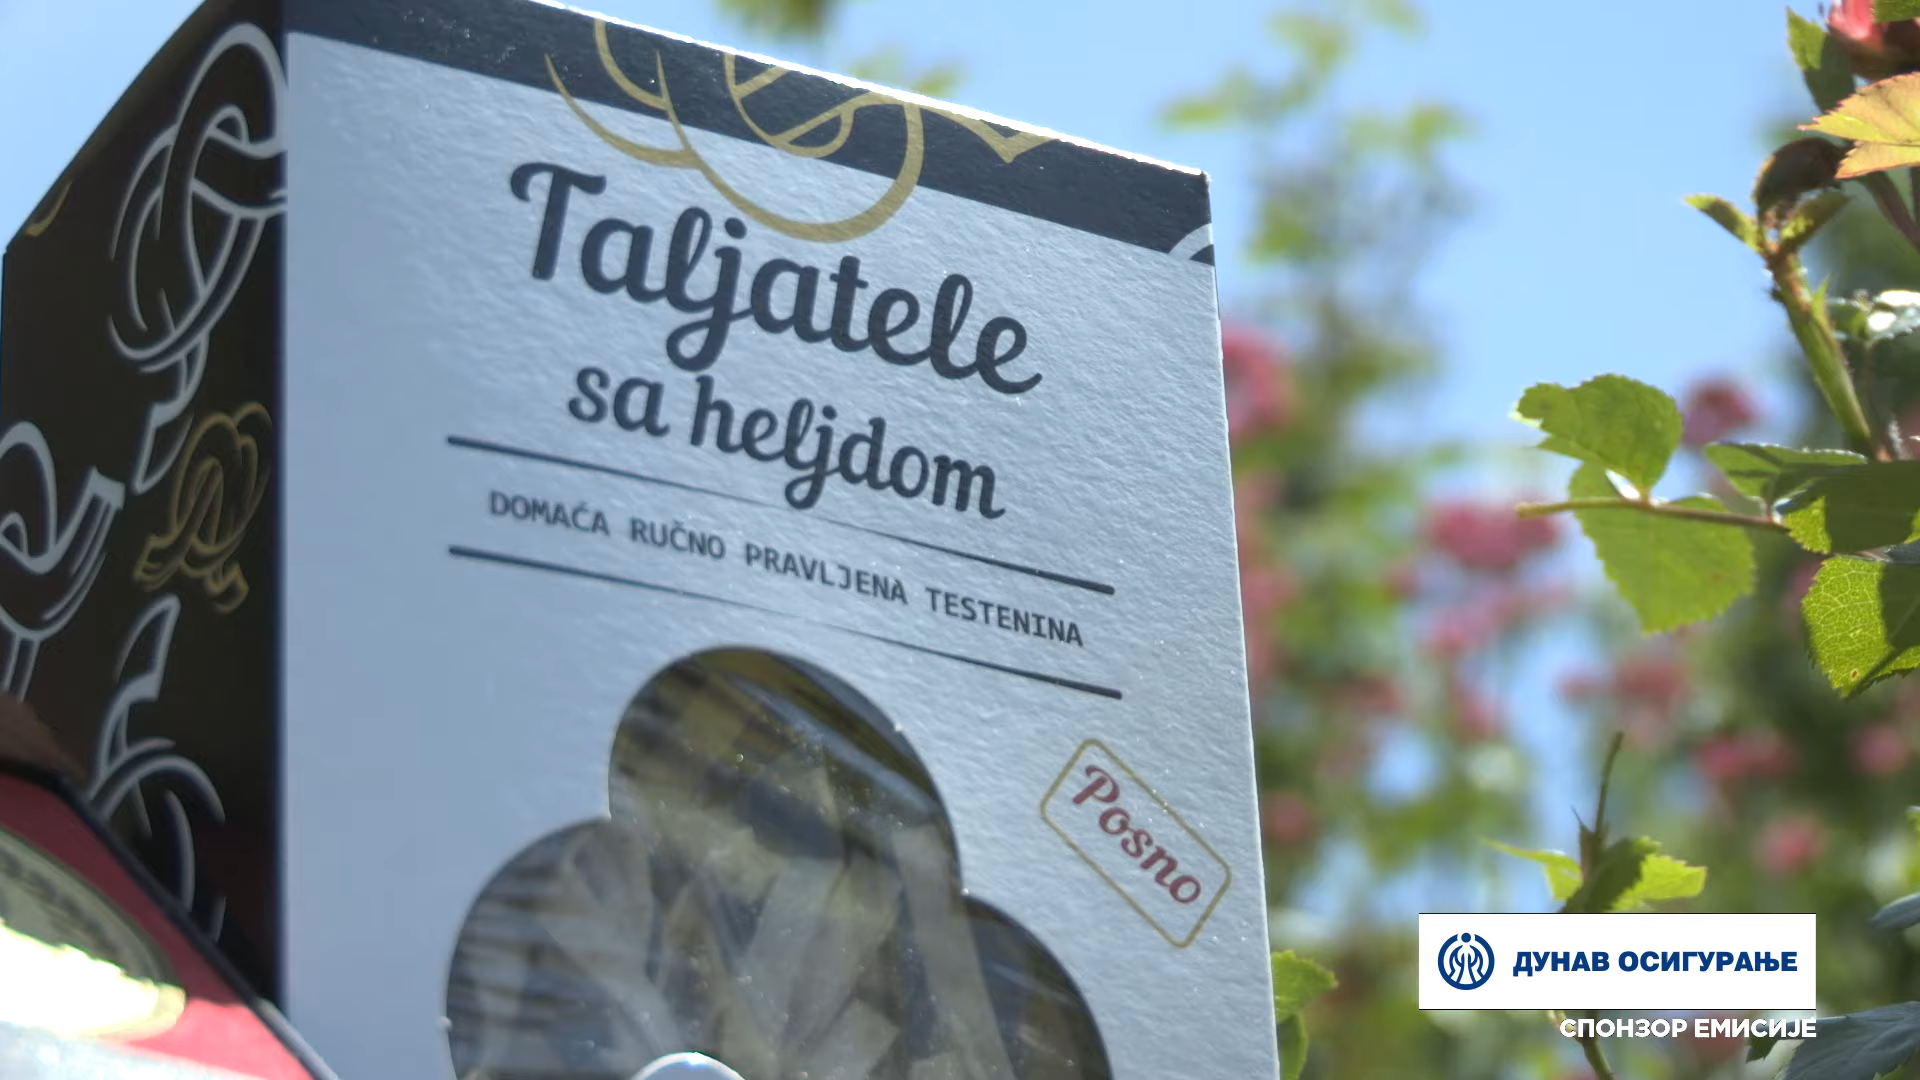 Taljatele
sa heljdom
DOMAĆA RUČNO PRAVLJENA TESTENINA
Posno
ДУНАВ ОСИГУРАЊЕ
СПОНЗОР ЕМИСИЈЕ